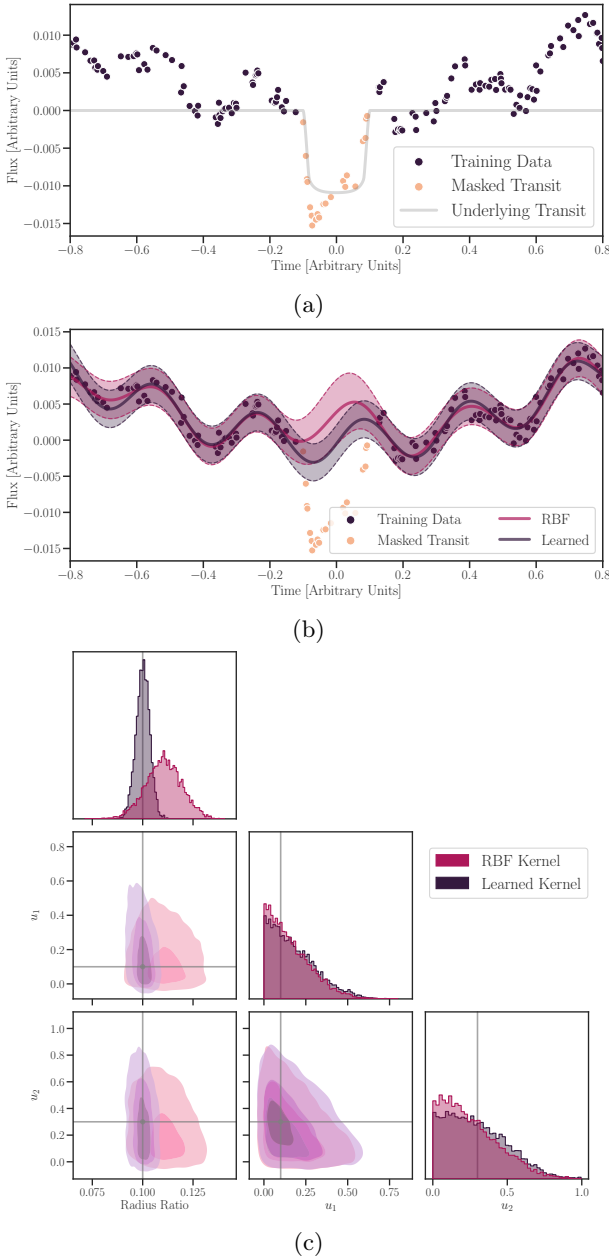 0.010
0.005
0.000
−0.005
−0.010
−0.015
Flux [Arbitrary Units]
Training Data
Masked Transit
Underlying Transit
−0.8 −0.6 −0.4 −0.2 0.0 0.2 0.4 0.6 0.8
Time [Arbitrary Units]
(a)
0.015
0.010
0.005
0.000
−0.005
−0.010
−0.015
Flux [Arbitrary Units]
Training Data RBF
Masked Transit Learned
−0.8 −0.6 −0.4 −0.2 0.0 0.2 0.4 0.6 0.8
Time [Arbitrary Units]
(b)
RBF Kernel
Learned Kernel
0.8
0.6
0.4
0.2
0.0
u₁
1.0
0.8
0.6
0.4
0.2
0.0
u₂
0.075 0.100 0.125
Radius Ratio
0.00 0.25 0.50 0.75
u₁
0.0 0.5 1.0
u₂
(c)